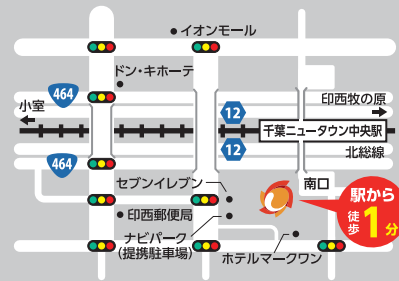 イオンモール
ドン・キホーテ
464
小室
12
印西牧の原
千葉ニュータウン中央駅
12
北総線
464
セブンイレブン
南口
駅から
徒歩1分
印西郵便局
ナビパーク
(提携駐車場)
ホテルマークワン